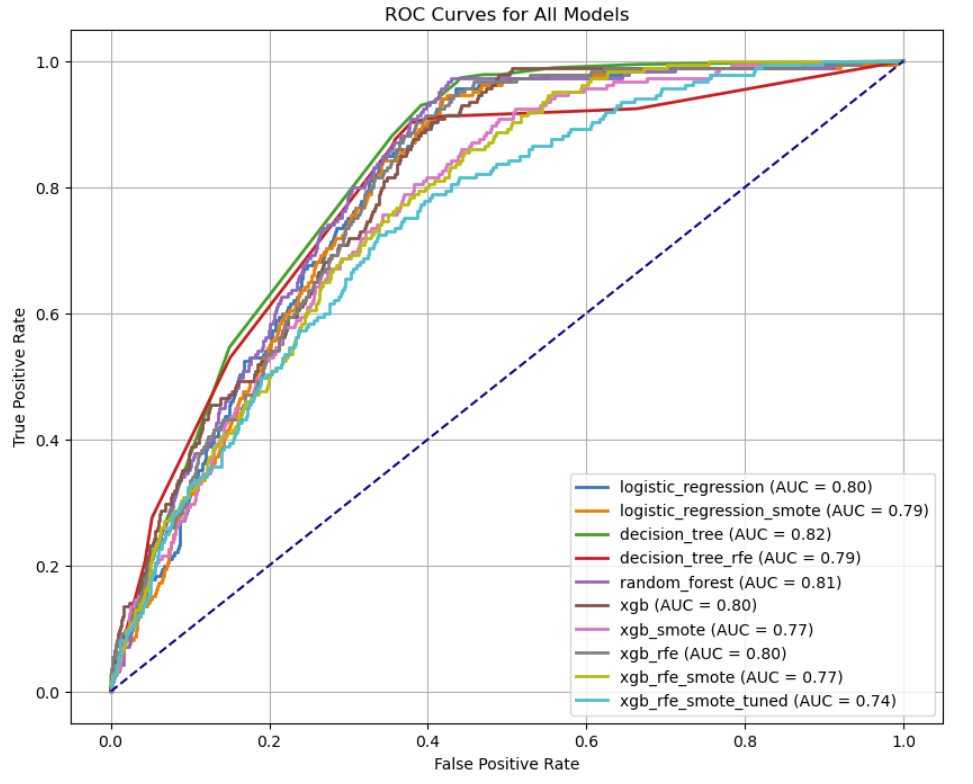 ROC Curves for All Models
1.0
0.8
0.6
0.4
0.2
0.0
True Positive Rate
logistic_regression (AUC = 0.80)
logistic_regression_smote (AUC = 0.79)
decision_tree (AUC = 0.82)
decision_tree_rfe (AUC = 0.79)
random_forest (AUC = 0.81)
xgb (AUC = 0.80)
xgb_smote (AUC = 0.77)
xgb_rfe (AUC = 0.80)
xgb_rfe_smote (AUC = 0.77)
xgb_rfe_smote_tuned (AUC = 0.74)
0.0 0.2 0.4 0.6 0.8 1.0
False Positive Rate